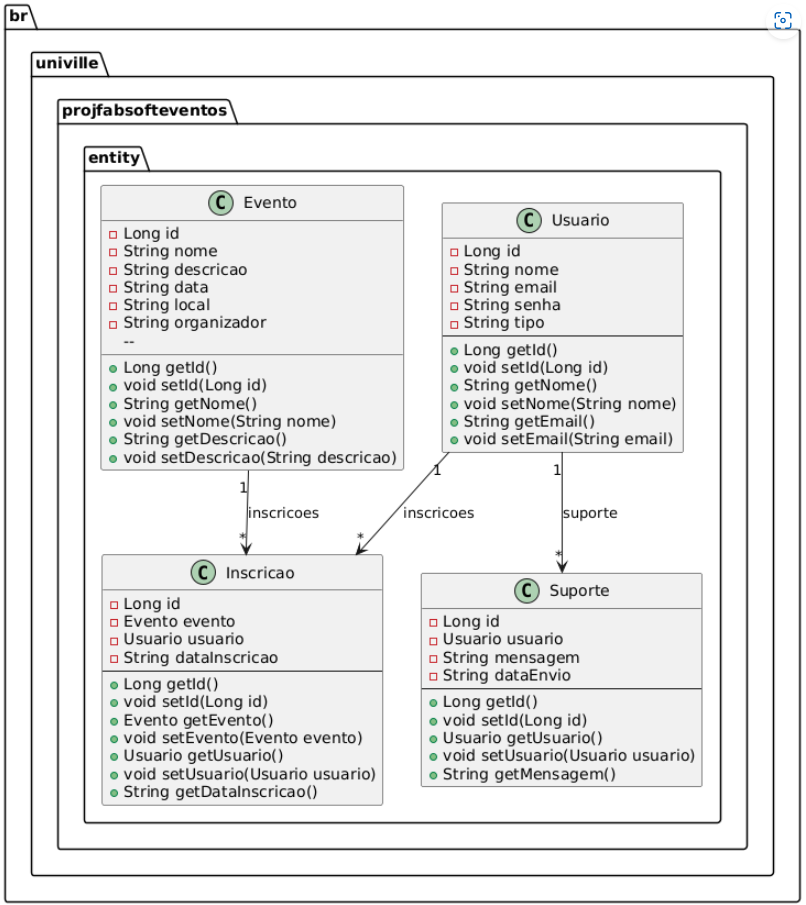 br
univille
projfabsofteventos
entity
C Evento
Long id
String nome
String descricao
String data
String local
String organizador
--
Long getId()
void setId(Long id)
String getNome()
void setNome(String nome)
String getDescricao()
void setDescricao(String descricao)
C Usuario
Long id
String nome
String email
String senha
String tipo
Long getId()
void setId(Long id)
String getNome()
void setNome(String nome)
String getEmail()
void setEmail(String email)
1
inscricoes
*
1
inscricoes
*
1
suporte
*
C Inscricao
Long id
Evento evento
Usuario usuario
String dataInscricao
Long getId()
void setId(Long id)
Evento getEvento()
void setEvento(Evento evento)
Usuario getUsuario()
void setUsuario(Usuario usuario)
String getDataInscricao()
C Suporte
Long id
Usuario usuario
String mensagem
String dataEnvio
Long getId()
void setId(Long id)
Usuario getUsuario()
void setUsuario(Usuario usuario)
String getMensagem()